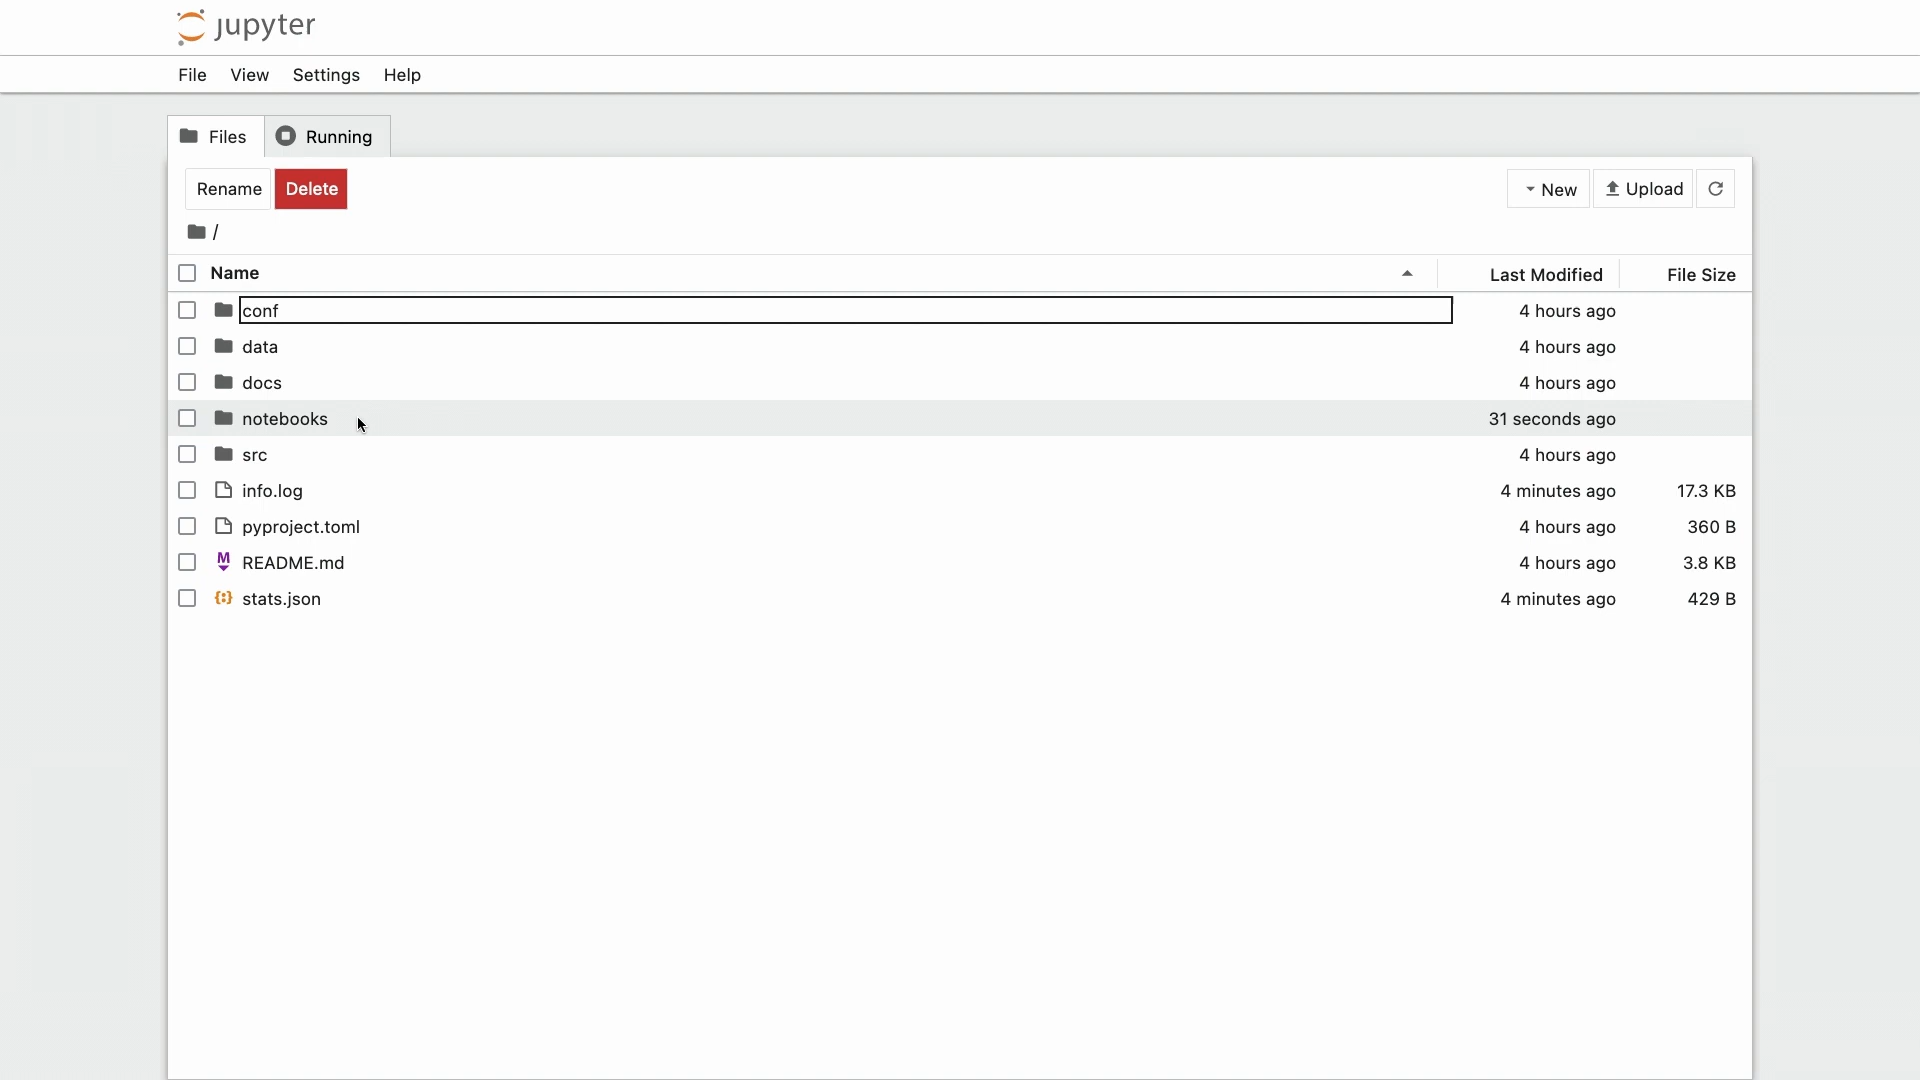 jupyter
File View Settings Help
Files Running
Rename Delete New Upload
/
Name Last Modified File Size
conf 4 hours ago
data 4 hours ago
docs 4 hours ago
notebooks 31 seconds ago
src 4 hours ago
info.log 4 minutes ago 17.3 KB
pyproject.toml 4 hours ago 360 B
M README.md 4 hours ago 3.8 KB
stats.json 4 minutes ago 429 B